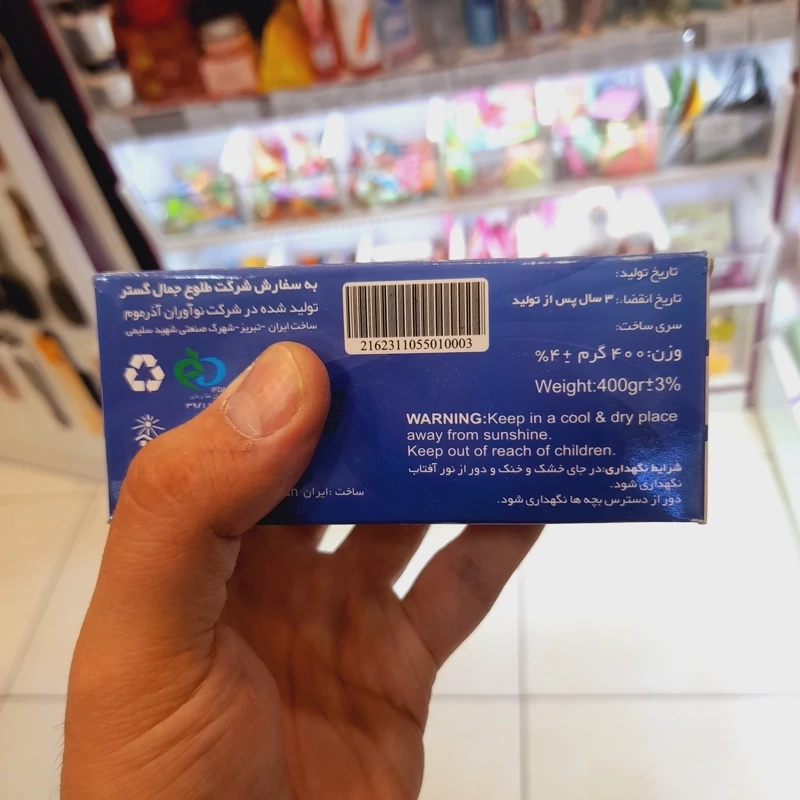 به سفارش شرکت طلوع جمال گستر
تولید شده در شرکت نوآوران آذرموم
ساخت ایران -تبریز-شهرک صنعتی شهید سلیمی
2162311055010003
تاریخ تولید:
تاریخ انقضاء: ۳ سال پس از تولید
سری ساخت:
وزن:۴۰۰ گرم ±۴%
Weight:400gr±3%
WARNING:Keep in a cool & dry place
away from sunshine.
Keep out of reach of children.
شرایط نگهداری:در جای خشک و خنک و دور از نور آفتاب
نگهداری شود.
دور از دسترس بچه ها نگهداری شود.
ساخت :ایران